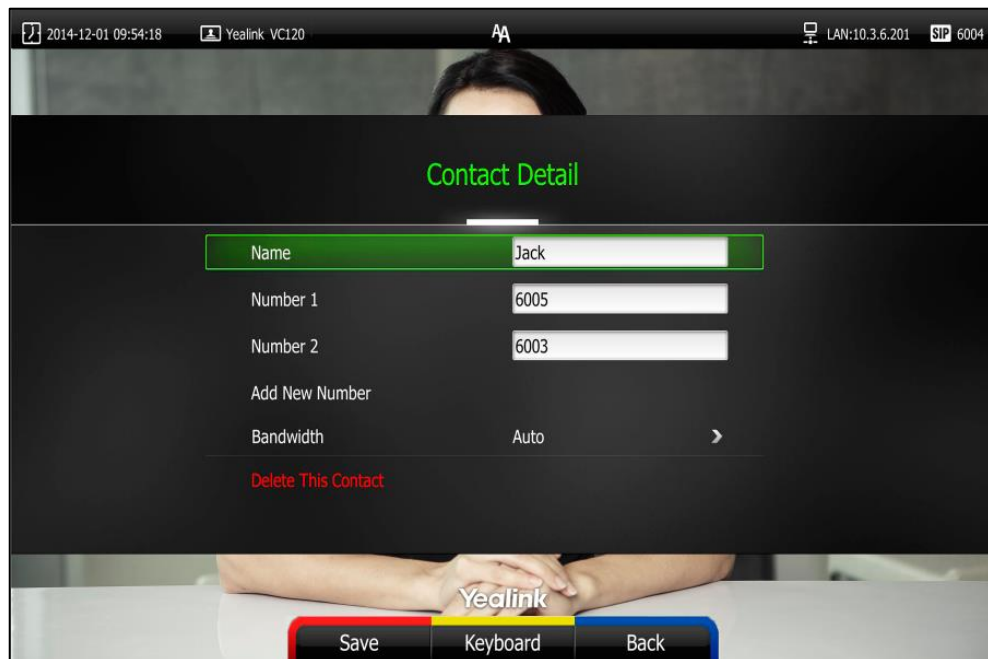 2014-12-01 09:54:18 Yealink VC120 AA LAN:10.3.6.201 SIP 6004
Contact Detail
Name Jack
Number 1 6005
Number 2 6003
Add New Number
Bandwidth Auto
Delete This Contact
Yealink
Save Keyboard Back